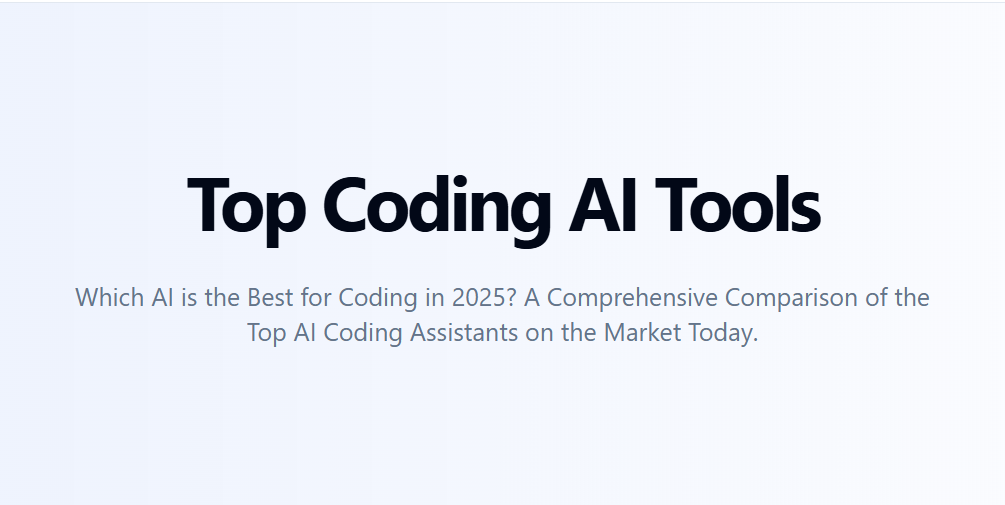 Top Coding AI Tools
Which AI is the Best for Coding in 2025? A Comprehensive Comparison of the
Top AI Coding Assistants on the Market Today.